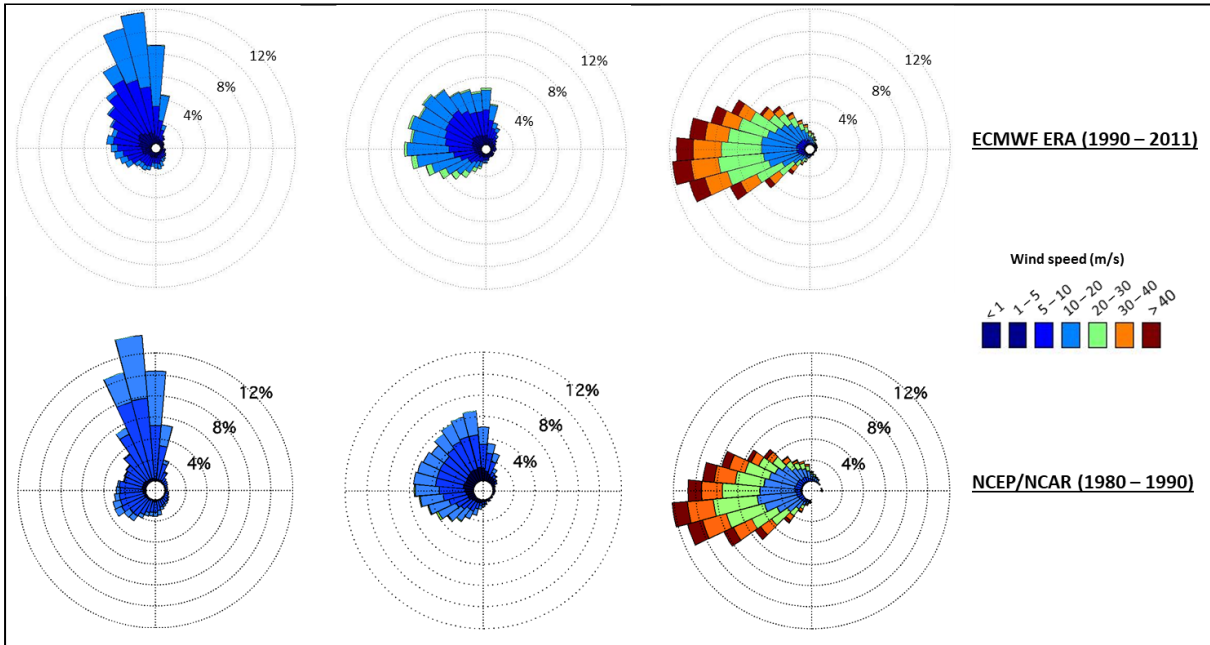 12%
8%
4%
12%
8%
4%
12%
8%
4%
ECMWF ERA (1990 – 2011)
Wind speed (m/s)
< 1
1 – 5
5 – 10
10 – 20
20 – 30
30 – 40
> 40
12%
8%
4%
12%
8%
4%
12%
8%
4%
NCEP/NCAR (1980 – 1990)